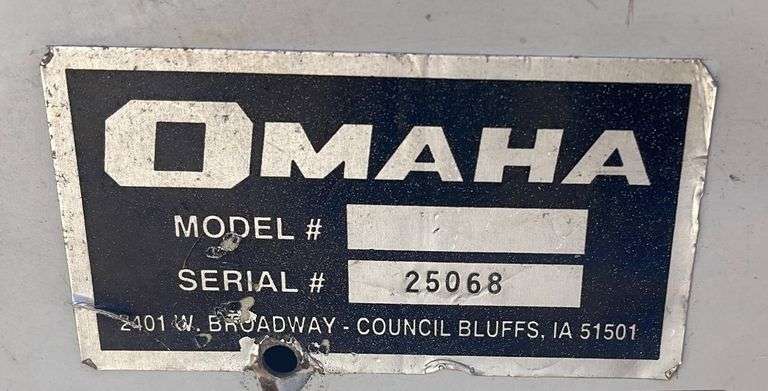 OMAHA
MODEL #
SERIAL # 25068
2401 W. BROADWAY - COUNCIL BLUFFS, IA 51501